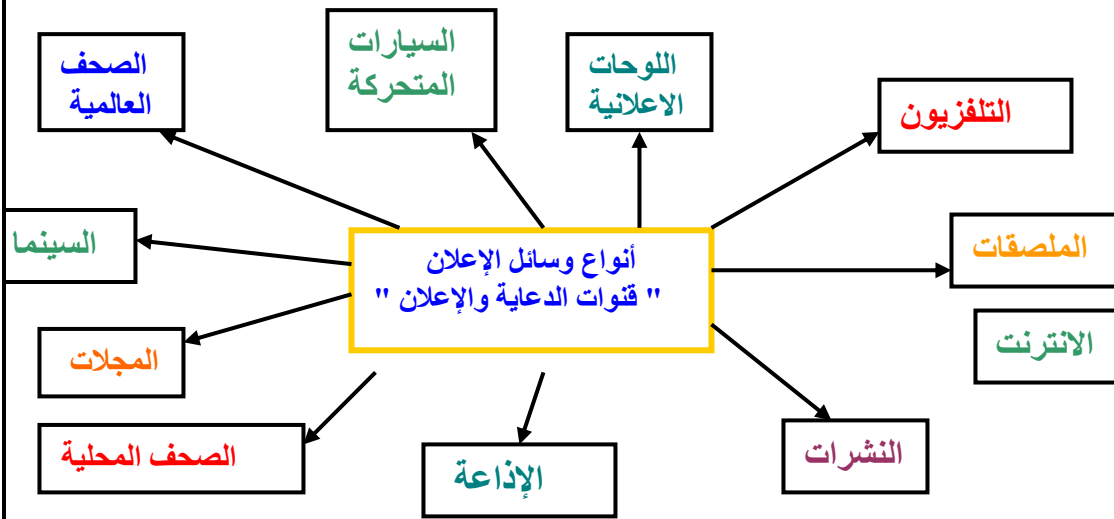 اللوحات
الاعلانية
السيارات
المتحركة
الصحف
العالمية
التلفزيون
السينما
أنواع وسائل الإعلان
" قنوات الدعاية والإعلان "
الملصقات
الانترنت
المجلات
النشرات
الإذاعة
الصحف المحلية